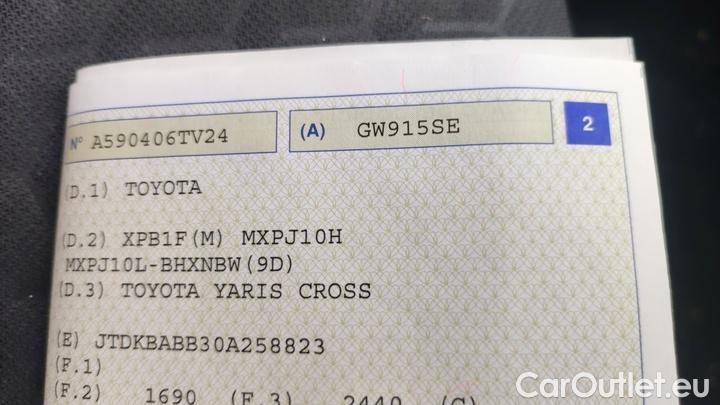 N° A590406TV24 (A) GW915SE 2
(D.1) TOYOTA
(D.2) XPB1F(M) MXPJ10H
MXPJ10L-BHXNBW(9D)
(D.3) TOYOTA YARIS CROSS
(E) JTDKBABB30A258823
(F.1)
(F.2) 1690 (F.3) 2440 (G)
CarOutlet.eu